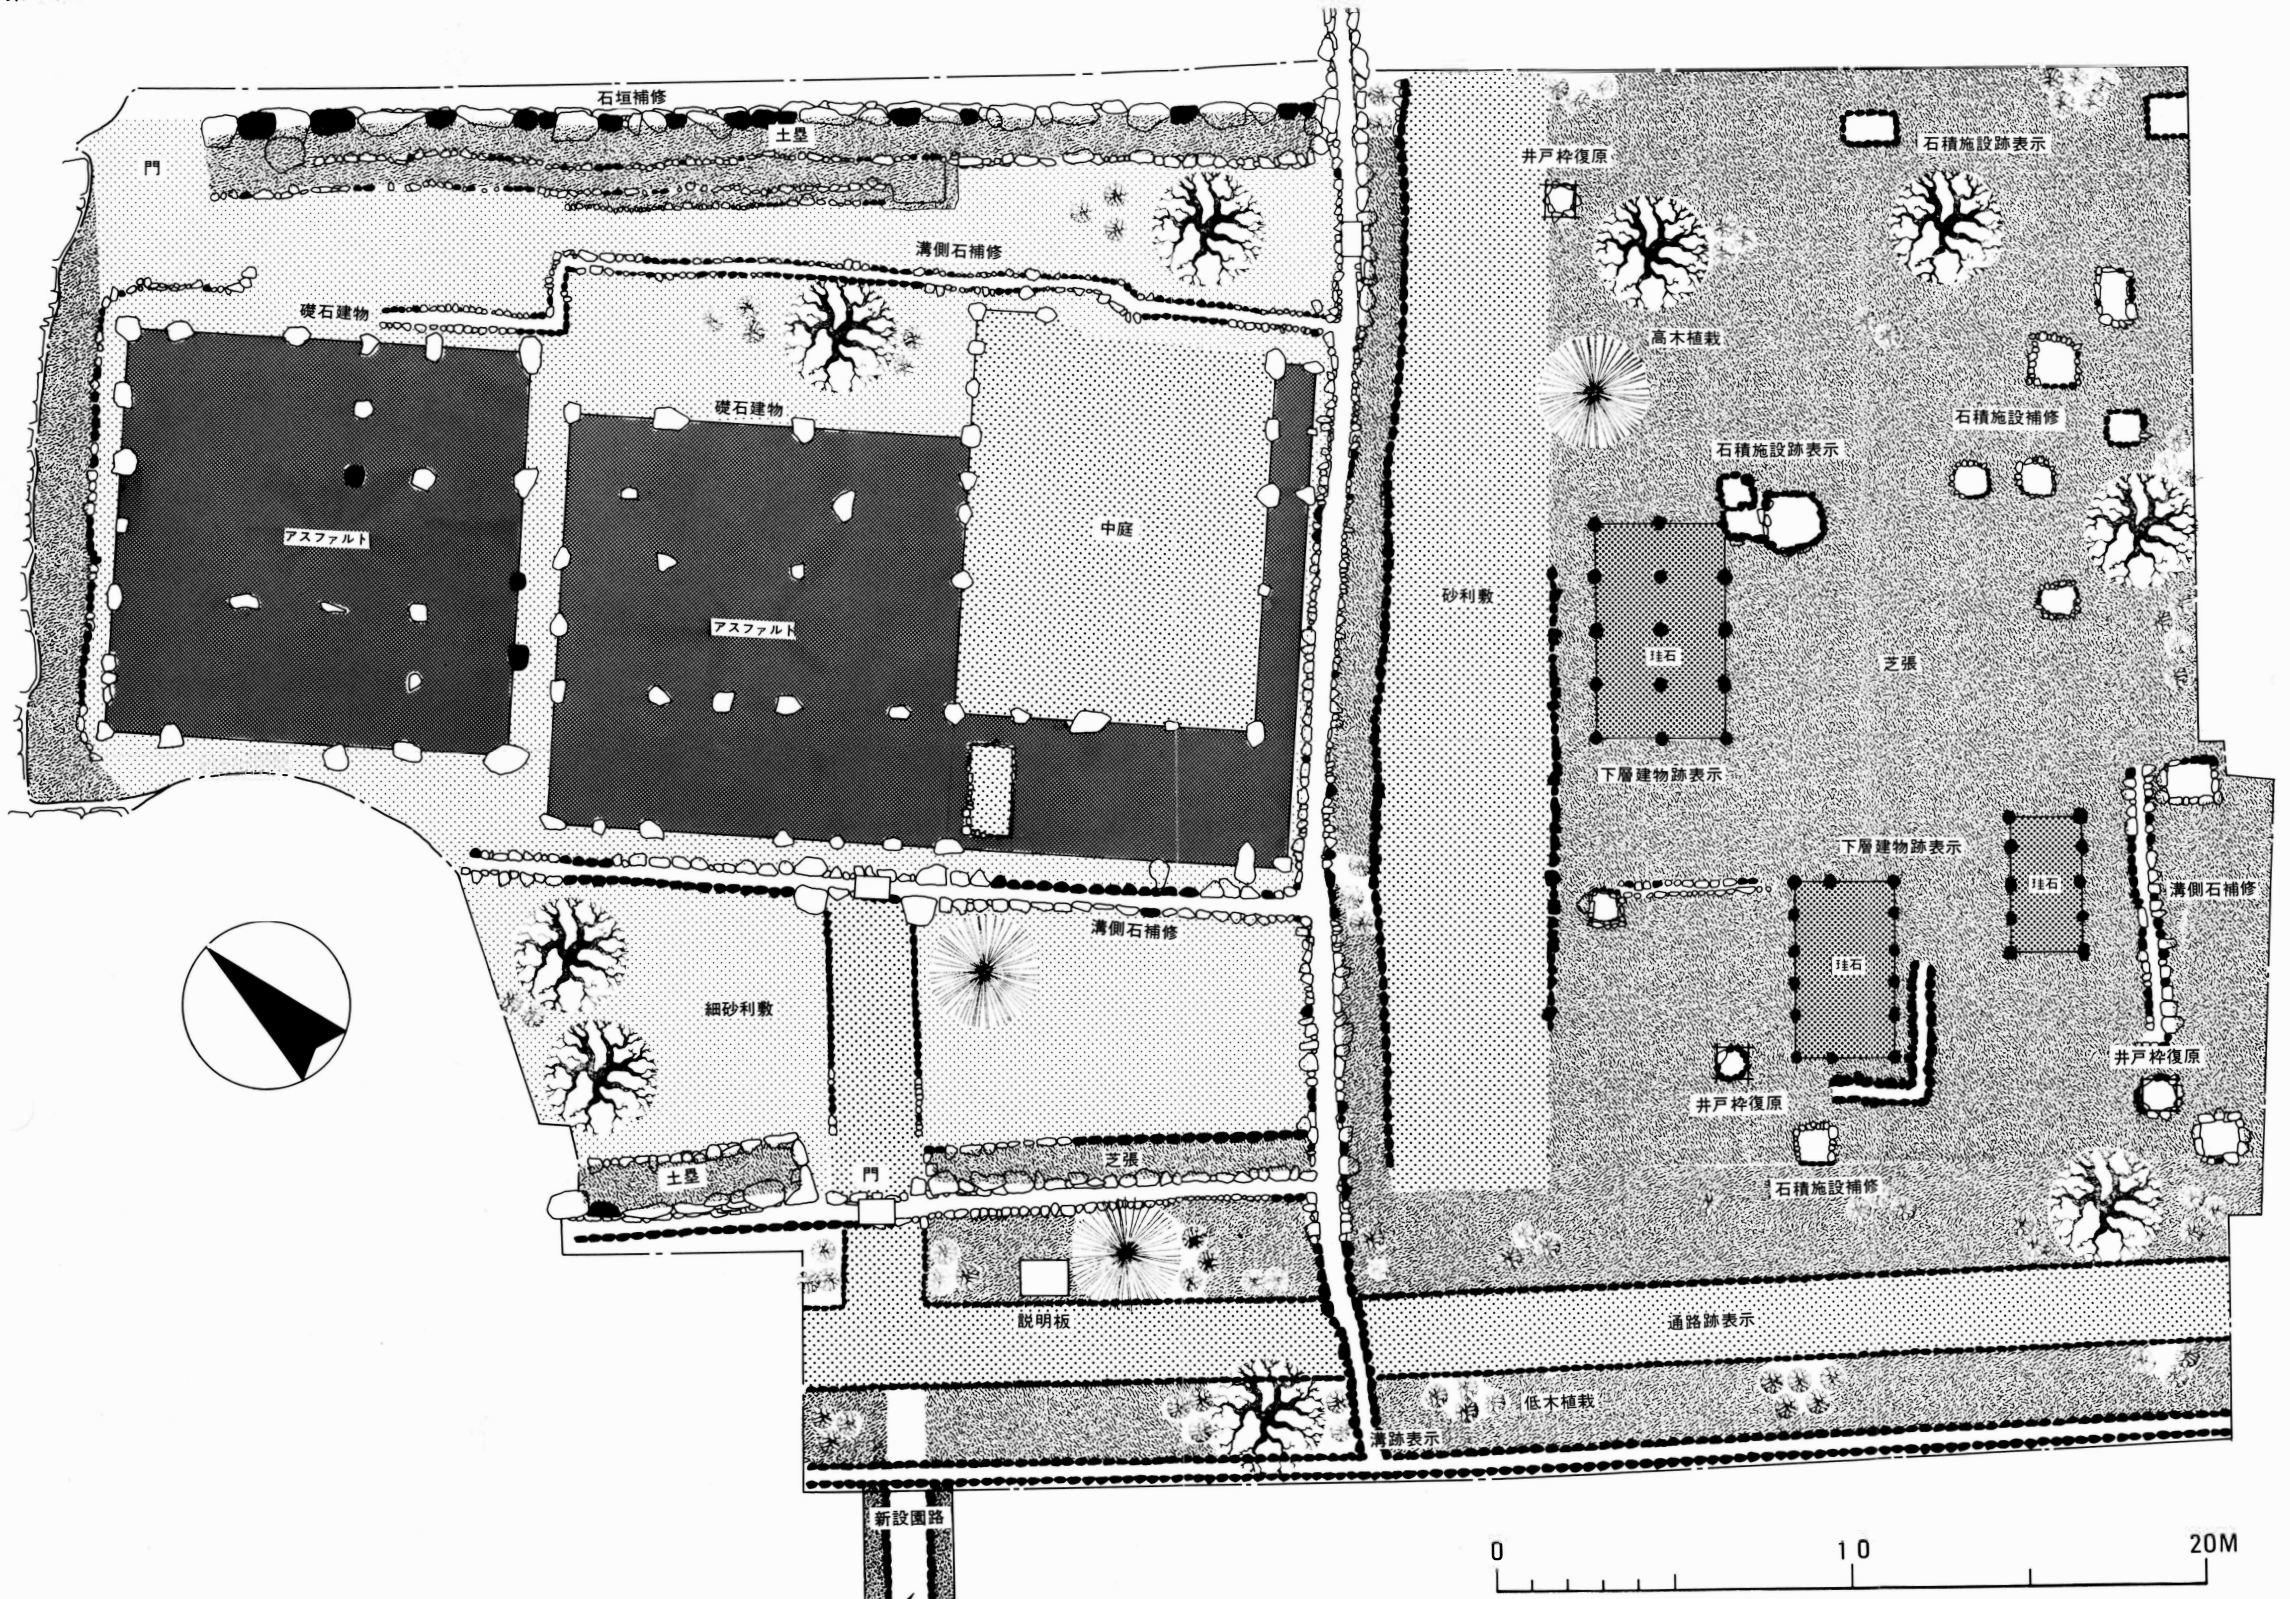 石垣補修
土塁
門
石積施設跡表示
井戸枠復原
溝側石補修
礎石建物
高木植栽
礎石建物
石積施設補修
石積施設跡表示
中庭
アスファルト
砂利敷
アスファルト
珪石
芝張
下層建物跡表示
下層建物跡表示
珪石
溝側石補修
溝側石補修
珪石
細砂利敷
井戸枠復原
井戸枠復原
芝張
土塁
門
石積施設補修
説明板
通路跡表示
低木植栽
溝跡表示
新設園路
0 10 20M